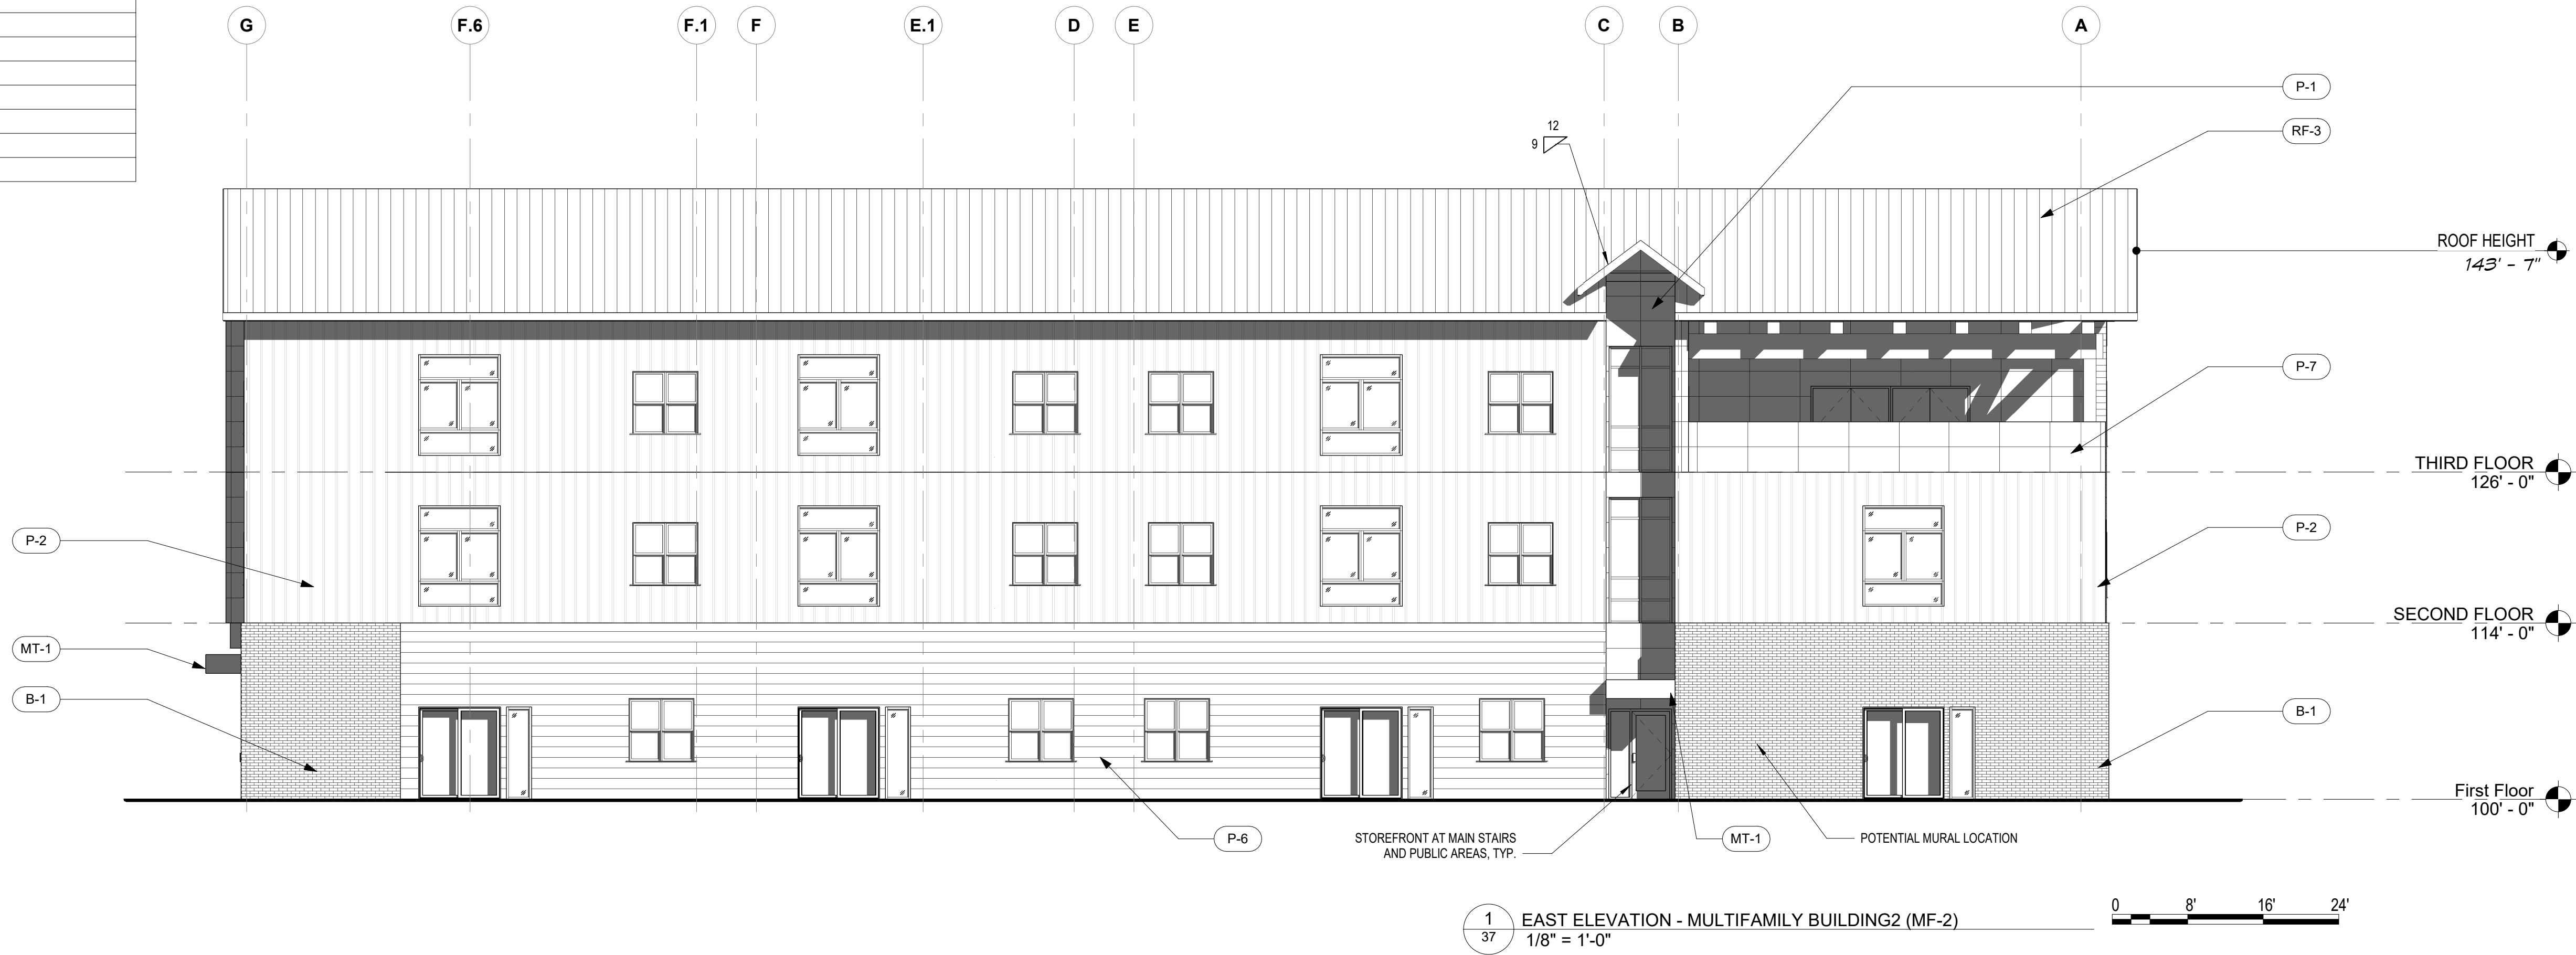 G F.6 F.1 F E.1 D E C B A
P-1
RF-3
12
9
ROOF HEIGHT
143' - 7"
P-7
THIRD FLOOR
126' - 0"
P-2
P-2
SECOND FLOOR
114' - 0"
MT-1
B-1
B-1
First Floor
100' - 0"
P-6
STOREFRONT AT MAIN STAIRS
AND PUBLIC AREAS, TYP.
MT-1
POTENTIAL MURAL LOCATION
1
37
EAST ELEVATION - MULTIFAMILY BUILDING2 (MF-2)
1/8" = 1'-0"
0 8' 16' 24'